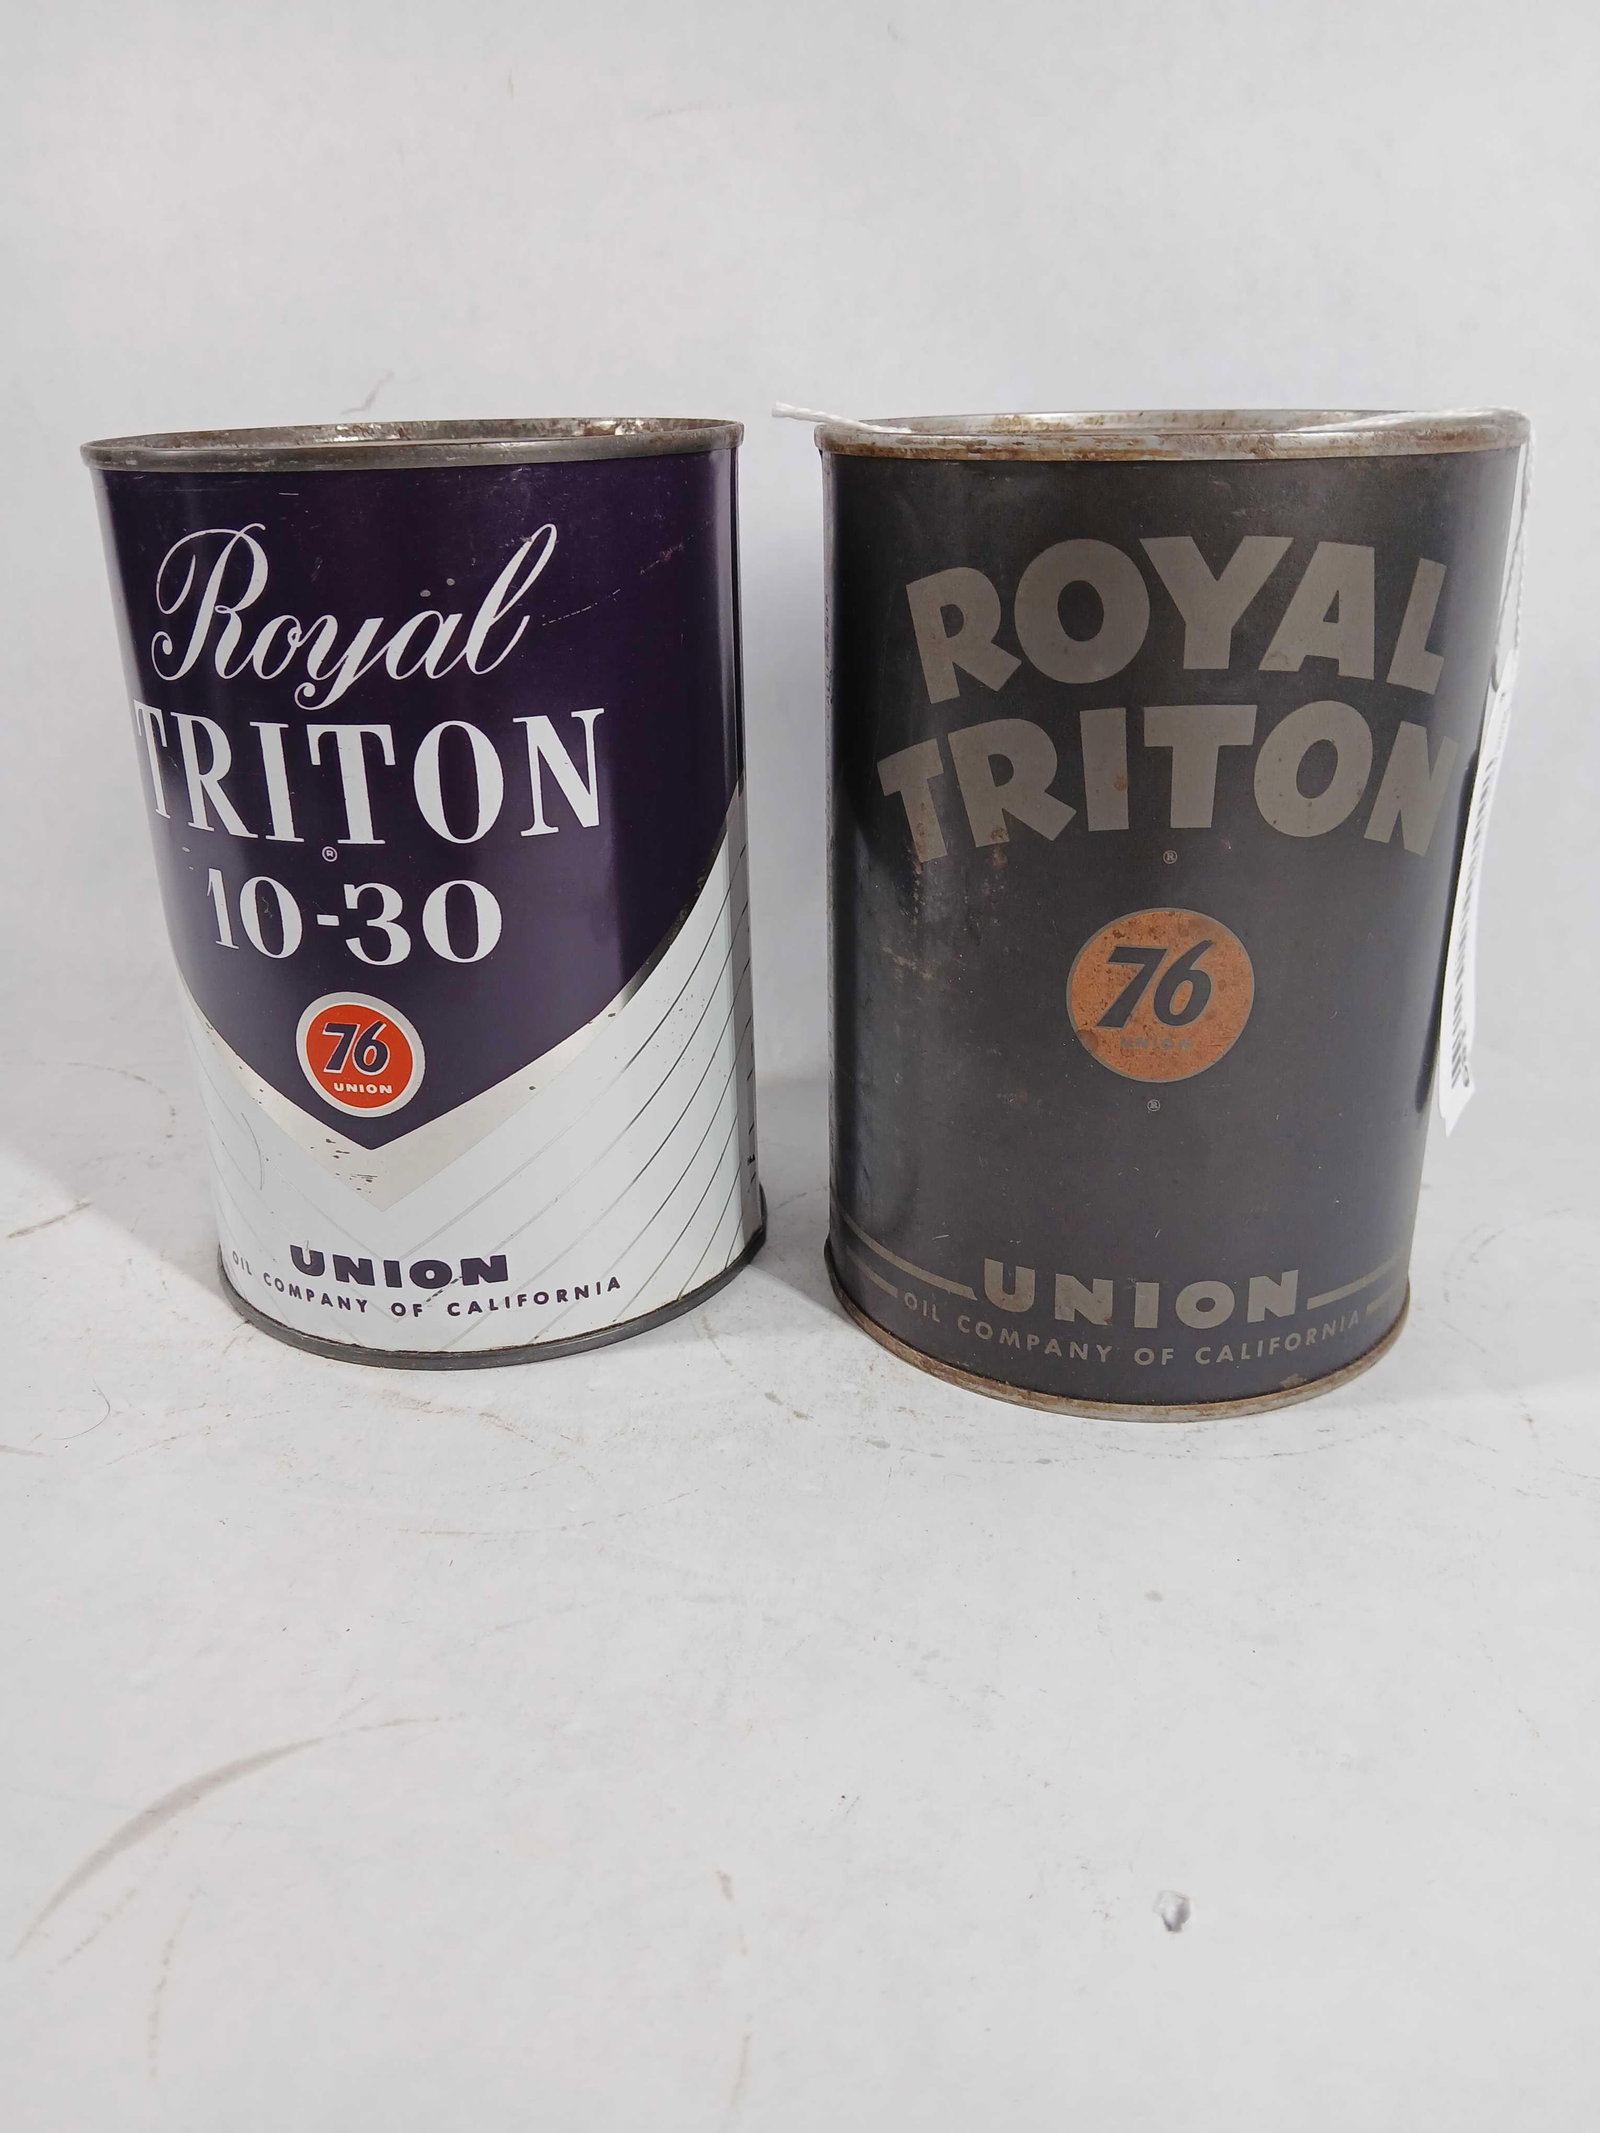 Royal
TRITON
®
10-30
76
UNION
UNION
OIL COMPANY OF CALIFORNIA
ROYAL
TRITON
®
76
UNION
®
UNION
OIL COMPANY OF CALIFORNIA